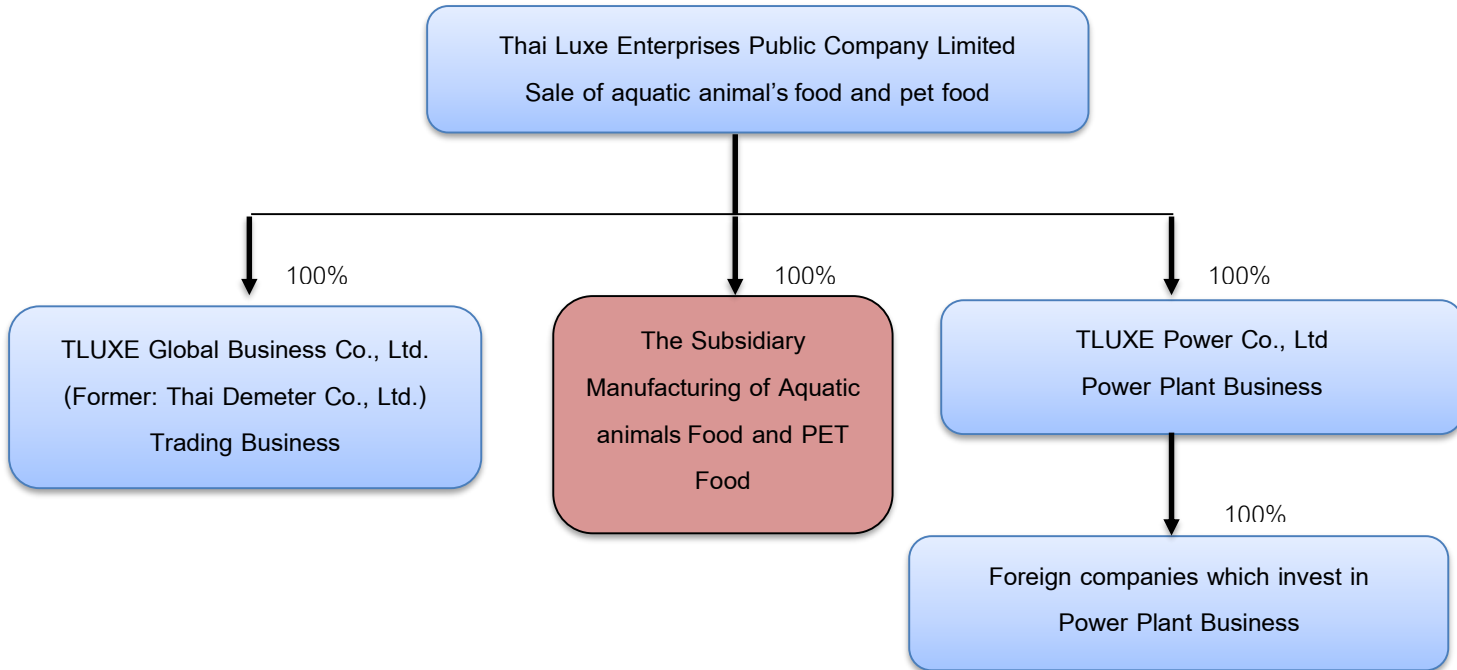 Thai Luxe Enterprises Public Company Limited
Sale of aquatic animal's food and pet food
100%
100%
100%
TLUXE Global Business Co., Ltd.
(Former: Thai Demeter Co., Ltd.)
Trading Business
The Subsidiary
Manufacturing of Aquatic
animals Food and PET
Food
TLUXE Power Co., Ltd
Power Plant Business
100%
Foreign companies which invest in
Power Plant Business